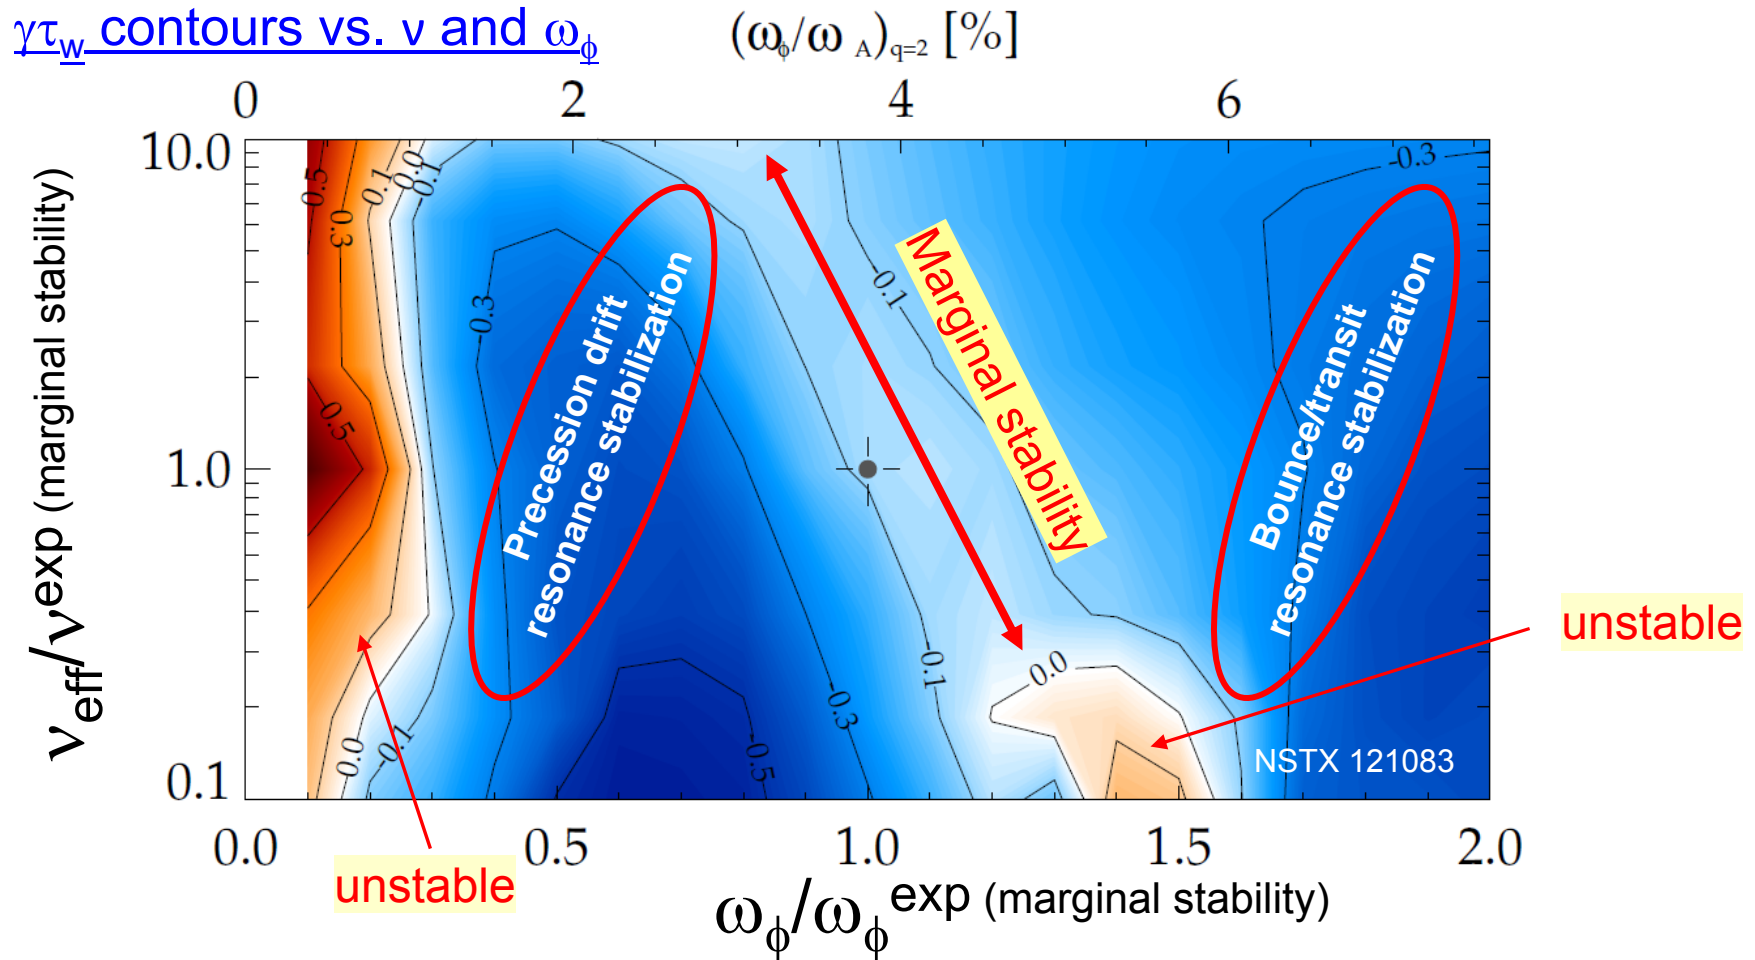 γτw contours vs. ν and ωϕ
(ωϕ/ω A)q=2 [%]
0 2 4 6
10.0
1.0
0.1
νeff/νexp (marginal stability)
0.5
0.3
0.1
0.0
-0.1
-0.3
0.5
0.0
-0.1
-0.3
-0.5
-0.1
-0.1
0.0
-0.3
Precession drift
resonance stabilization
Marginal stability
Bounce/transit
resonance stabilization
unstable
NSTX 121083
0.0 0.5 1.0 1.5 2.0
unstable
ωϕ/ωϕexp (marginal stability)